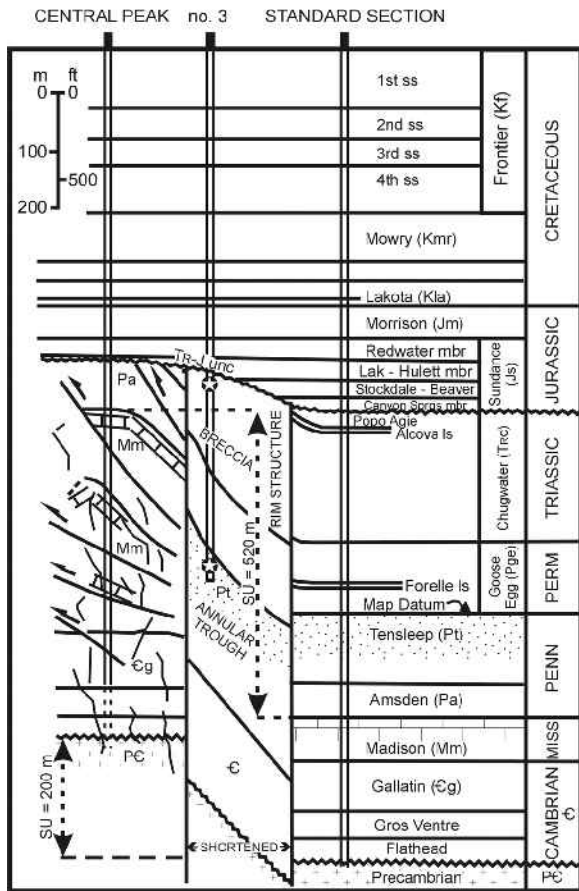 CENTRAL PEAK no. 3 STANDARD SECTION
m ft
0 0
100
500
200
1st ss
2nd ss
3rd ss
4th ss
Frontier (Kf)
CRETACEOUS
Mowry (Kmr)
Lakota (Kla)
Morrison (Jm)
Redwater mbr
Lak - Hulett mbr
Stockdale - Beaver
Canyon Sprgs mbr
Sundance (Js)
JURASSIC
TR-J unc
Pa
Mm
Mm
Єg
BRECCIA
RIM STRUCTURE
SU = 520 m
Popo Agie
Alcova ls
Chugwater (TRc)
TRIASSIC
Pt
ANNULAR
TROUGH
Forelle ls
Map Datum
Goose
Egg (Pge)
PERM
Tensleep (Pt)
Amsden (Pa)
PENN
Madison (Mm)
MISS
Gallatin (Єg)
Gros Ventre
Flathead
CAMBRIAN
Є
Є
PЄ
SU = 200 m
SHORTENED
Precambrian
PЄ